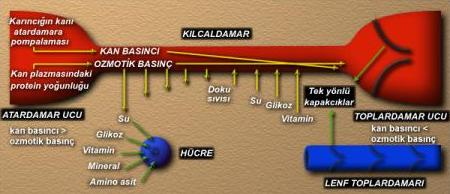 Karıncığın kanı
atardamara
pompalaması
KILCALDAMAR
KAN BASINCI
OZMOTİK BASINÇ
Kan plazmasındaki
protein yoğunluğu
Doku
sıvısı
Su
Glikoz
Vitamin
Tek yönlü
kapakcıklar
ATARDAMAR UCU
kan basıncı >
ozmotik basınç
TOPLARDAMAR UCU
kan basıncı <
ozmotik basınç
Su
Glikoz
Vitamin
Mineral
Amino asit
HÜCRE
LENF TOPLARDAMARI